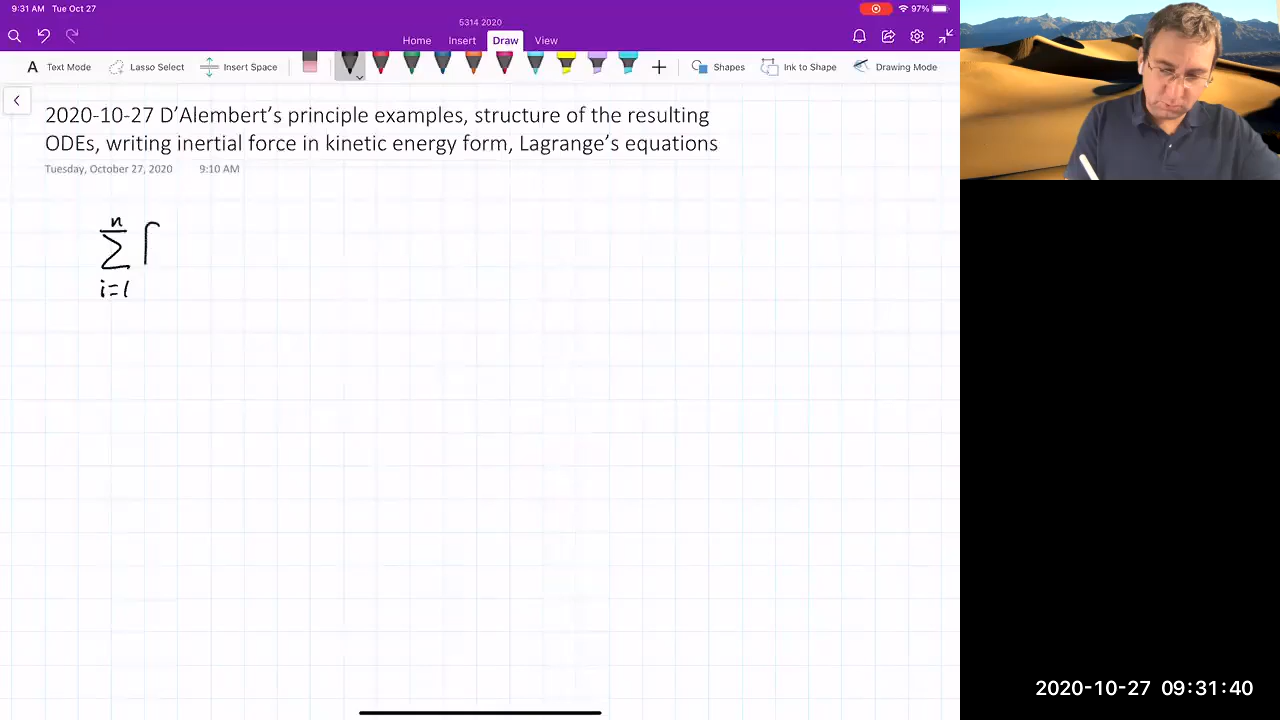 9:31 AM Tue Oct 27
97%
5314 2020
Home Insert Draw View
A Text Mode Lasso Select Insert Space Shapes Ink to Shape Drawing Mode
2020-10-27 D’Alembert’s principle examples, structure of the resulting
ODEs, writing inertial force in kinetic energy form, Lagrange’s equations
Tuesday, October 27, 2020 9:10 AM
n
Σ [
i=1
2020-10-27 09:31:40